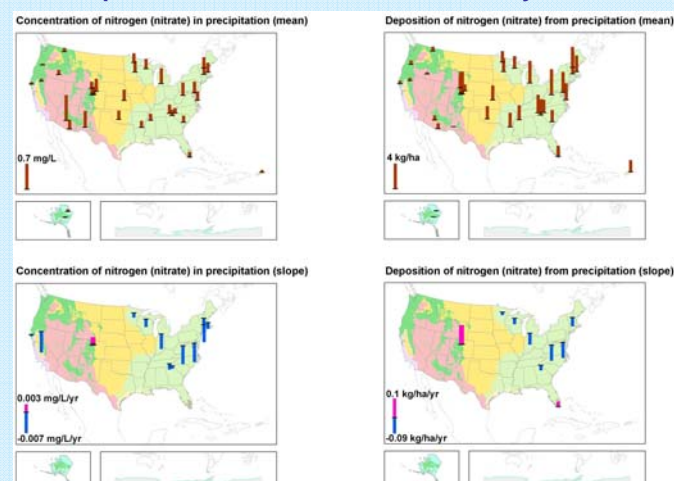 Concentration of nitrogen (nitrate) in precipitation (mean)
Deposition of nitrogen (nitrate) from precipitation (mean)
0.7 mg/L
4 kg/ha
Concentration of nitrogen (nitrate) in precipitation (slope)
Deposition of nitrogen (nitrate) from precipitation (slope)
0.003 mg/L/yr
-0.007 mg/L/yr
0.1 kg/ha/yr
-0.09 kg/ha/yr